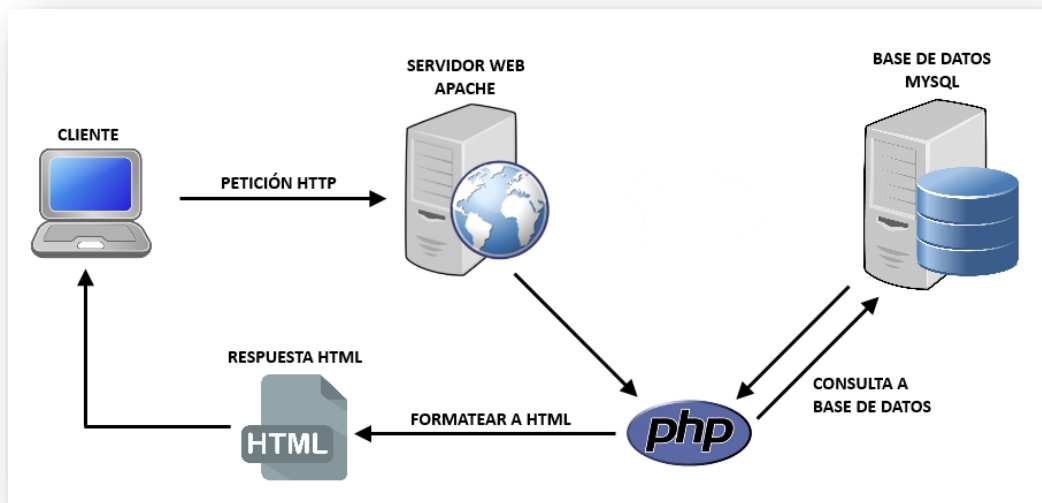 SERVIDOR WEB
APACHE
BASE DE DATOS
MYSQL
CLIENTE
PETICIÓN HTTP
RESPUESTA HTML
HTML
FORMATEAR A HTML
php
CONSULTA A
BASE DE DATOS